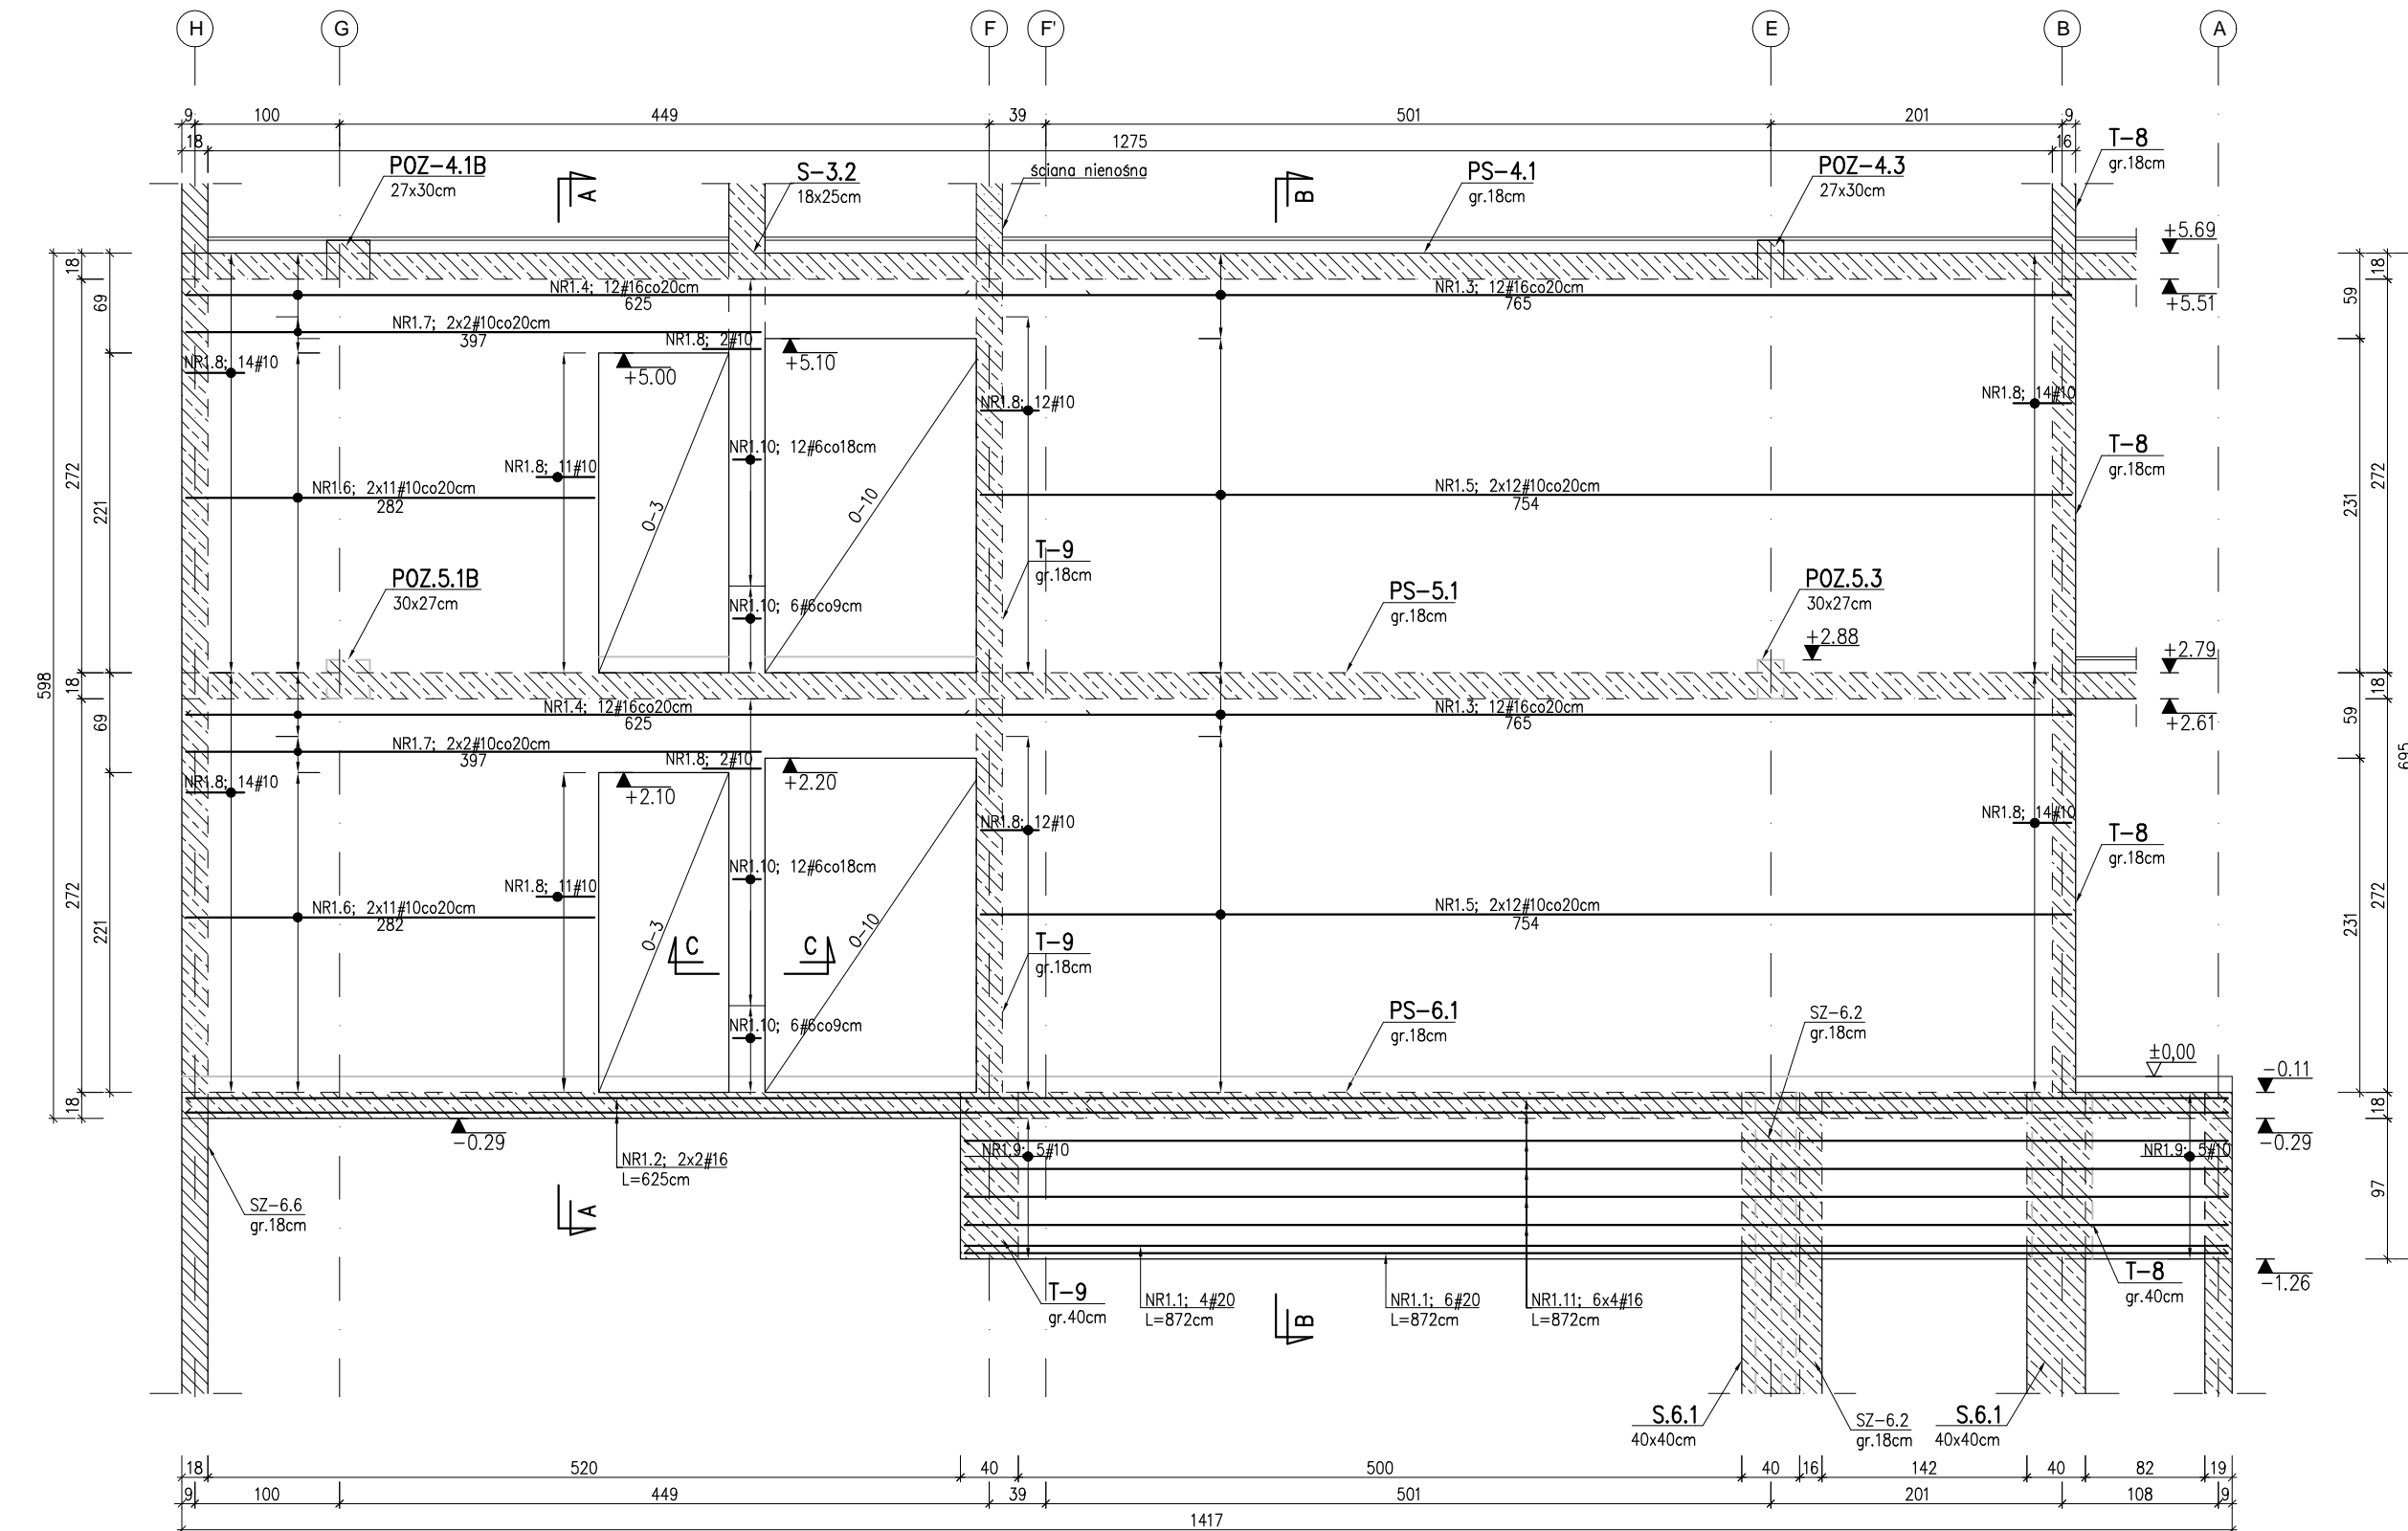 H
G
F
F'
E
B
A
9
100
449
39
501
201
9
18
1275
16
POZ-4.1B
27x30cm
A
S-3.2
18x25cm
ściana nienośna
B
PS-4.1
gr.18cm
POZ-4.3
27x30cm
T-8
gr.18cm
+5.69
+5.51
18
69
18
59
NR1.4; 12#16co20cm
625
NR1.3; 12#16co20cm
765
NR1.7; 2x2#10co20cm
397
NR1.8; 2#10
+5.00
+5.10
NR1.8; 14#10
NR1.8; 12#10
NR1.8; 14#10
T-8
gr.18cm
NR1.10; 12#6co18cm
NR1.8; 11#10
NR1.6; 2x11#10co20cm
282
O-3
O-10
NR1.5; 2x12#10co20cm
754
272
221
231
272
T-9
gr.18cm
POZ.5.1B
30x27cm
NR1.10; 6#6co9cm
PS-5.1
gr.18cm
POZ.5.3
30x27cm
+2.88
+2.79
+2.61
598
18
69
18
59
695
NR1.4; 12#16co20cm
625
NR1.3; 12#16co20cm
765
NR1.7; 2x2#10co20cm
397
NR1.8; 2#10
+2.10
+2.20
NR1.8; 14#10
NR1.8; 12#10
NR1.8; 14#10
T-8
gr.18cm
NR1.10; 12#6co18cm
NR1.8; 11#10
NR1.6; 2x11#10co20cm
282
O-3
O-10
NR1.5; 2x12#10co20cm
754
272
221
231
272
C
C
T-9
gr.18cm
NR1.10; 6#6co9cm
PS-6.1
gr.18cm
SZ-6.2
gr.18cm
±0,00
-0.11
18
18
-0.29
-0.29
NR1.9; 5#10
NR1.9; 5#10
NR1.2; 2x2#16
L=625cm
SZ-6.6
gr.18cm
A
97
T-9
gr.40cm
NR1.1; 4#20
L=872cm
B
NR1.1; 6#20
L=872cm
NR1.11; 6x4#16
L=872cm
T-8
gr.40cm
-1.26
S.6.1
40x40cm
SZ-6.2
gr.18cm
S.6.1
40x40cm
18
520
40
500
40
16
142
40
82
19
9
100
449
39
501
201
108
9
1417